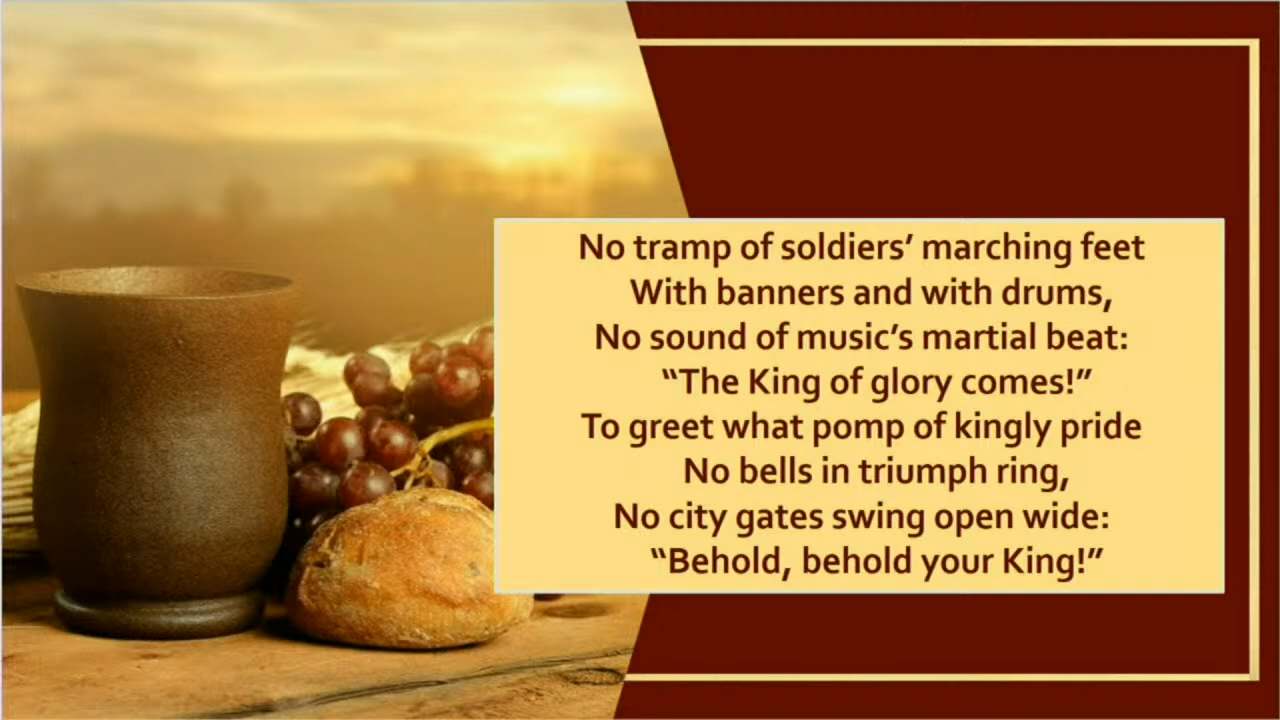 No tramp of soldiers’ marching feet
With banners and with drums,
No sound of music’s martial beat:
“The King of glory comes!”
To greet what pomp of kingly pride
No bells in triumph ring,
No city gates swing open wide:
“Behold, behold your King!”